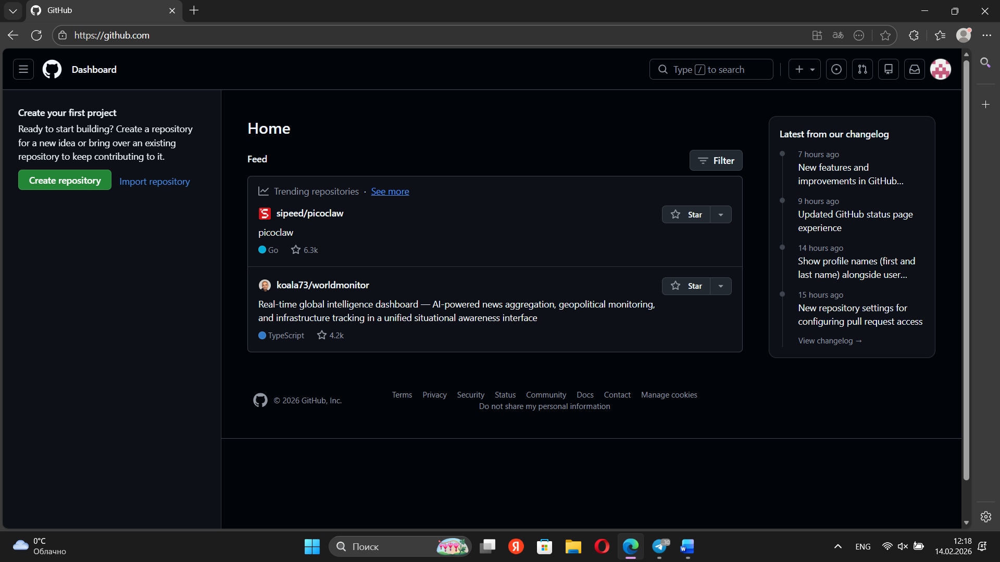 GitHub
https://github.com
Dashboard
Type / to search
Create your first project
Ready to start building? Create a repository
for a new idea or bring over an existing
repository to keep contributing to it.
Create repository
Import repository
Home
Feed
Filter
Trending repositories · See more
sipeed/picoclaw
Star
picoclaw
Go
6.3k
koala73/worldmonitor
Star
Real-time global intelligence dashboard — AI-powered news aggregation, geopolitical monitoring,
and infrastructure tracking in a unified situational awareness interface
TypeScript
4.2k
Latest from our changelog
7 hours ago
New features and
improvements in GitHub...
9 hours ago
Updated GitHub status page
experience
14 hours ago
Show profile names (first and
last name) alongside user...
15 hours ago
New repository settings for
configuring pull request access
View changelog →
© 2026 GitHub, Inc.
Terms Privacy Security Status Community Docs Contact Manage cookies
Do not share my personal information
0°C
Облачно
Поиск
Я
.30
W
ENG
12:18
14.02.2026